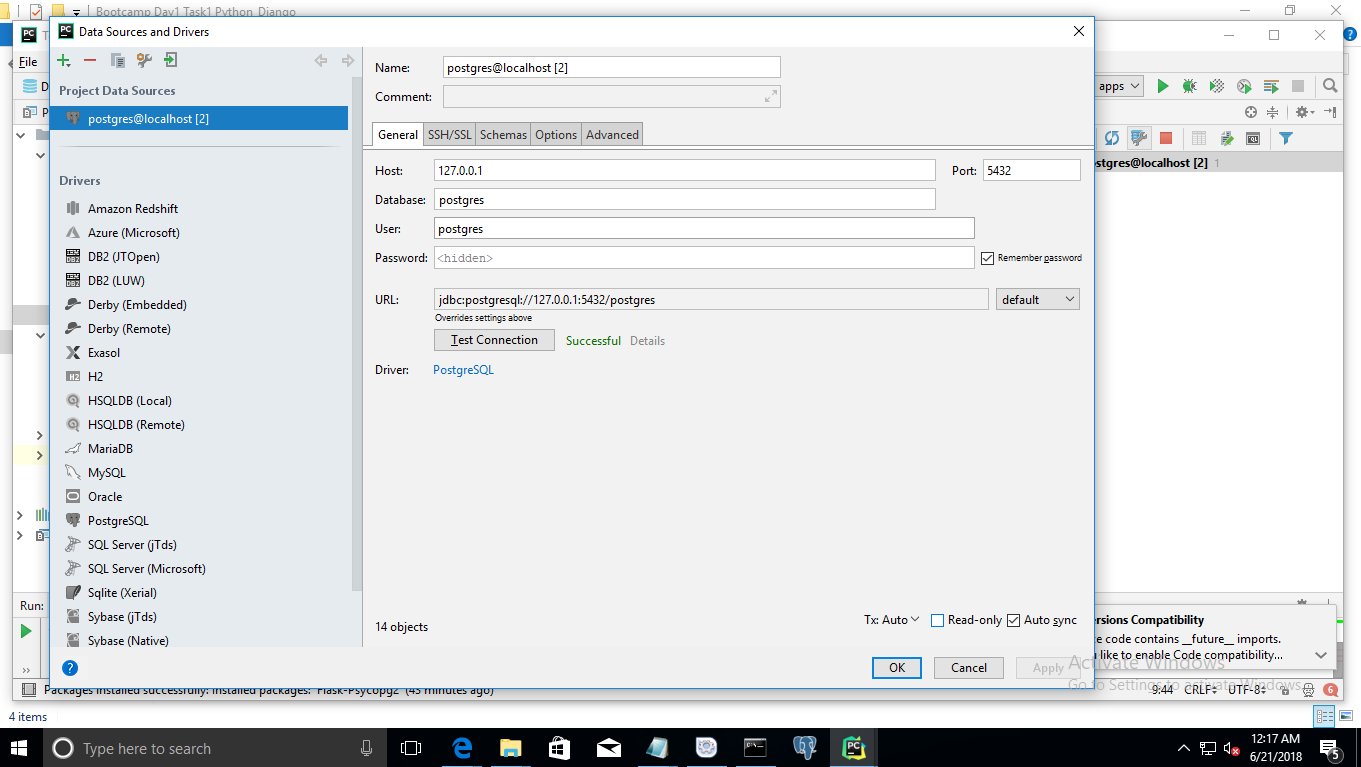 Bootcamp Day1 Task1 Python_Django
PC
Data Sources and Drivers
File
Project Data Sources
postgres@localhost [2]
Drivers
Amazon Redshift
Azure (Microsoft)
DB2 (JTOpen)
DB2 (LUW)
Derby (Embedded)
Derby (Remote)
Exasol
H2
HSQLDB (Local)
HSQLDB (Remote)
MariaDB
MySQL
Oracle
PostgreSQL
SQL Server (jTds)
SQL Server (Microsoft)
Sqlite (Xerial)
Sybase (jTds)
Sybase (Native)
Name: postgres@localhost [2]
Comment:
General SSH/SSL Schemas Options Advanced
Host: 127.0.0.1 Port: 5432
Database: postgres
User: postgres
Password: <hidden> Remember password
URL: jdbc:postgresql://127.0.0.1:5432/postgres default
Overrides settings above
Test Connection Successful Details
Driver: PostgreSQL
14 objects
Tx: Auto Read-only Auto sync
OK Cancel Apply
apps
stgres@localhost [2] 1
Run:
ersions Compatibility
e code contains __future__ imports.
like to enable Code compatibility...
Activate Windows
Go to Settings to activate Windows.
Packages installed successfully: Installed packages: 'Flask-Psycopg2' (43 minutes ago)
9:44 CRLF UTF-8 6
4 items
Type here to search
12:17 AM
6/21/2018
5